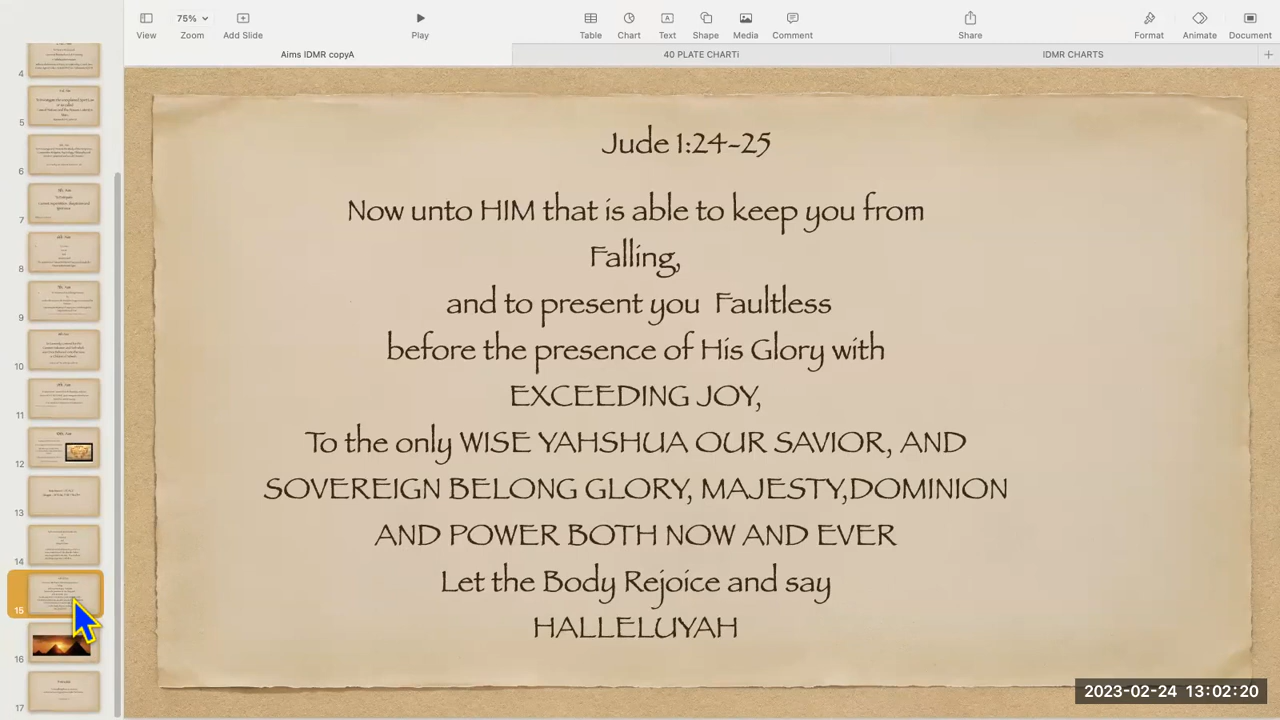 75%
View
Zoom
Add Slide
Play
Table
Chart
Text
Shape
Media
Comment
Share
Format
Animate
Document
Aims IDMR copyA
40 PLATE CHARTi
IDMR CHARTS
4
5
6
7
8
9
10
11
12
13
14
15
16
17
Jude 1:24-25
Now unto HIM that is able to keep you from
Falling,
and to present you Faultless
before the presence of His Glory with
EXCEEDING JOY,
To the only WISE YAHSHUA OUR SAVIOR, AND
SOVEREIGN BELONG GLORY, MAJESTY,DOMINION
AND POWER BOTH NOW AND EVER
Let the Body Rejoice and say
HALLELUYAH
2023-02-24 13:02:20